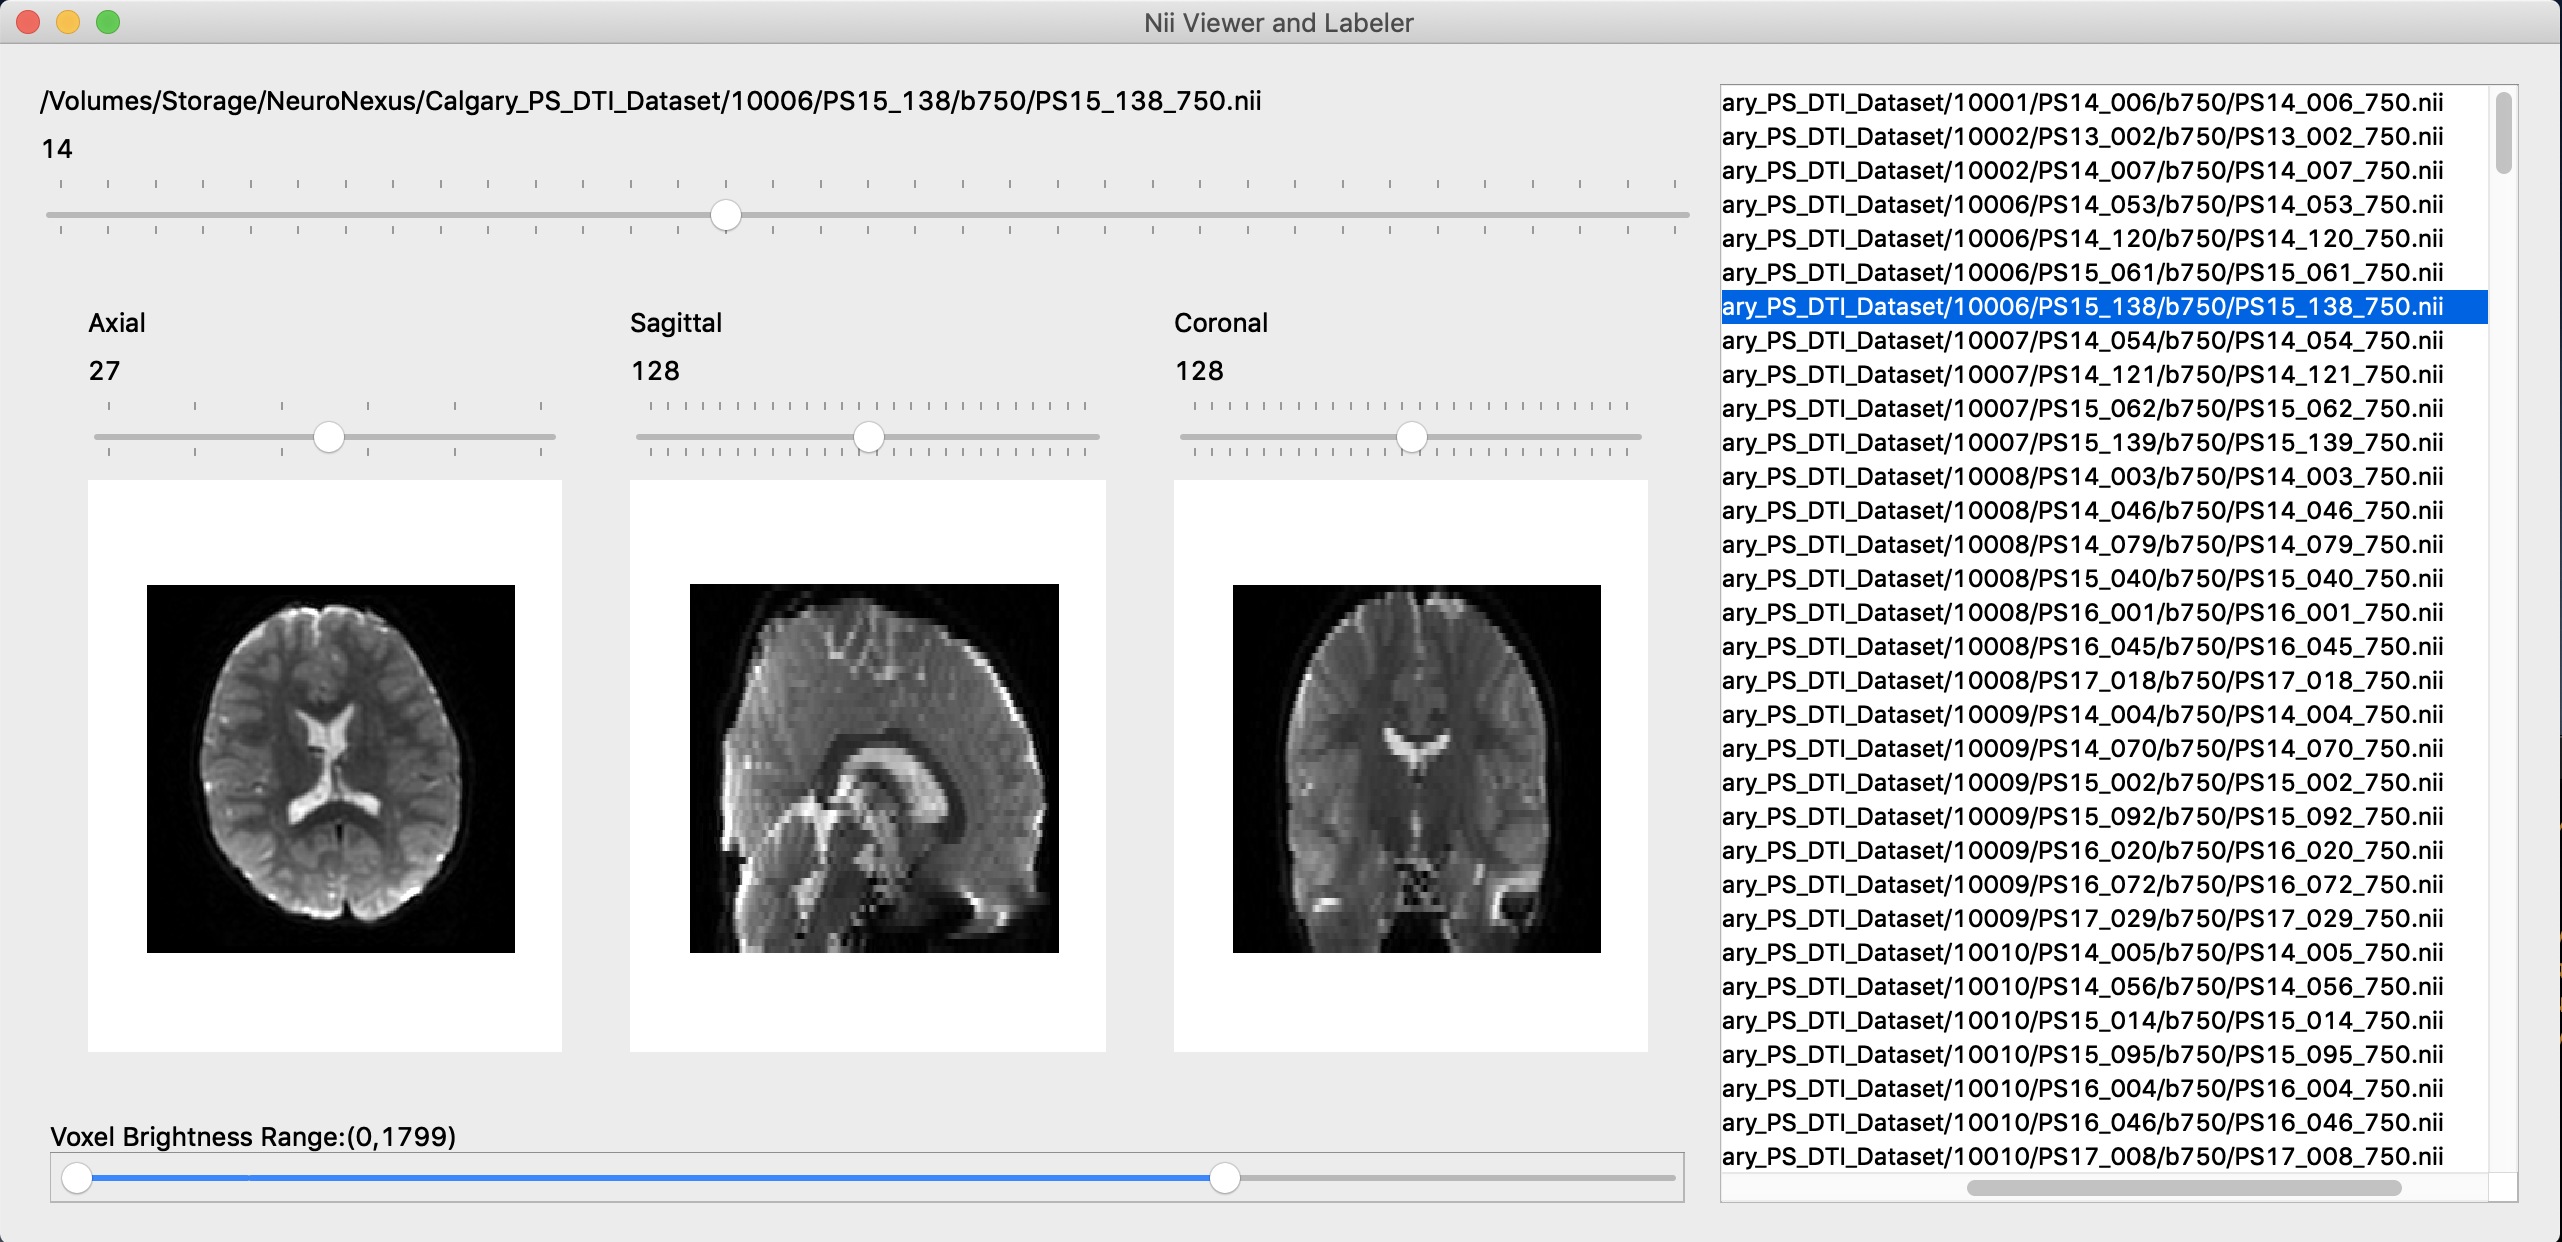 Nii Viewer and Labeler
/Volumes/Storage/NeuroNexus/Calgary_PS_DTI_Dataset/10006/PS15_138/b750/PS15_138_750.nii
14
Axial
27
Sagittal
128
Coronal
128
Voxel Brightness Range:(0,1799)
ary_PS_DTI_Dataset/10001/PS14_006/b750/PS14_006_750.nii
ary_PS_DTI_Dataset/10002/PS13_002/b750/PS13_002_750.nii
ary_PS_DTI_Dataset/10002/PS14_007/b750/PS14_007_750.nii
ary_PS_DTI_Dataset/10006/PS14_053/b750/PS14_053_750.nii
ary_PS_DTI_Dataset/10006/PS14_120/b750/PS14_120_750.nii
ary_PS_DTI_Dataset/10006/PS15_061/b750/PS15_061_750.nii
ary_PS_DTI_Dataset/10006/PS15_138/b750/PS15_138_750.nii
ary_PS_DTI_Dataset/10007/PS14_054/b750/PS14_054_750.nii
ary_PS_DTI_Dataset/10007/PS14_121/b750/PS14_121_750.nii
ary_PS_DTI_Dataset/10007/PS15_062/b750/PS15_062_750.nii
ary_PS_DTI_Dataset/10007/PS15_139/b750/PS15_139_750.nii
ary_PS_DTI_Dataset/10008/PS14_003/b750/PS14_003_750.nii
ary_PS_DTI_Dataset/10008/PS14_046/b750/PS14_046_750.nii
ary_PS_DTI_Dataset/10008/PS14_079/b750/PS14_079_750.nii
ary_PS_DTI_Dataset/10008/PS15_040/b750/PS15_040_750.nii
ary_PS_DTI_Dataset/10008/PS16_001/b750/PS16_001_750.nii
ary_PS_DTI_Dataset/10008/PS16_045/b750/PS16_045_750.nii
ary_PS_DTI_Dataset/10008/PS17_018/b750/PS17_018_750.nii
ary_PS_DTI_Dataset/10009/PS14_004/b750/PS14_004_750.nii
ary_PS_DTI_Dataset/10009/PS14_070/b750/PS14_070_750.nii
ary_PS_DTI_Dataset/10009/PS15_002/b750/PS15_002_750.nii
ary_PS_DTI_Dataset/10009/PS15_092/b750/PS15_092_750.nii
ary_PS_DTI_Dataset/10009/PS16_020/b750/PS16_020_750.nii
ary_PS_DTI_Dataset/10009/PS16_072/b750/PS16_072_750.nii
ary_PS_DTI_Dataset/10009/PS17_029/b750/PS17_029_750.nii
ary_PS_DTI_Dataset/10010/PS14_005/b750/PS14_005_750.nii
ary_PS_DTI_Dataset/10010/PS14_056/b750/PS14_056_750.nii
ary_PS_DTI_Dataset/10010/PS15_014/b750/PS15_014_750.nii
ary_PS_DTI_Dataset/10010/PS15_095/b750/PS15_095_750.nii
ary_PS_DTI_Dataset/10010/PS16_004/b750/PS16_004_750.nii
ary_PS_DTI_Dataset/10010/PS16_046/b750/PS16_046_750.nii
ary_PS_DTI_Dataset/10010/PS17_008/b750/PS17_008_750.nii